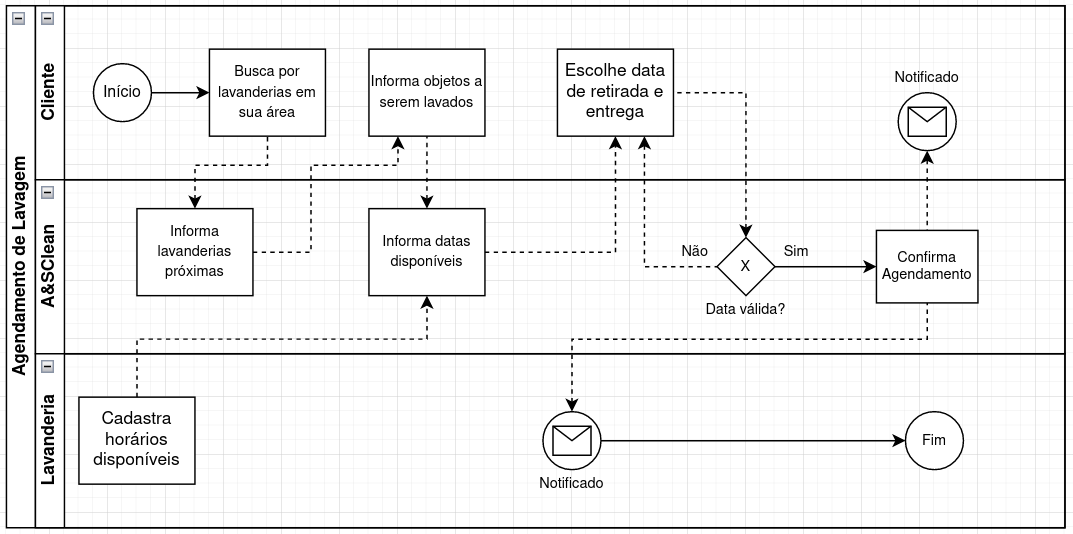 Agendamento de Lavagem
Cliente
Início
Busca por
lavanderias em
sua área
Informa objetos a
serem lavados
Escolhe data
de retirada e
entrega
Notificado
A&SClean
Informa
lavanderias
próximas
Informa datas
disponíveis
Não
X
Sim
Data válida?
Confirma
Agendamento
Lavanderia
Cadastra
horários
disponíveis
Notificado
Fim